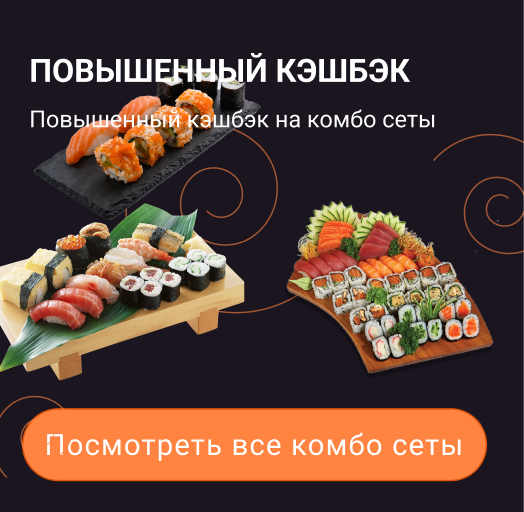 ПОВЫШЕННЫЙ КЭШБЭК
Повышенный кэшбэк на комбо сеты
Посмотреть все комбо сеты